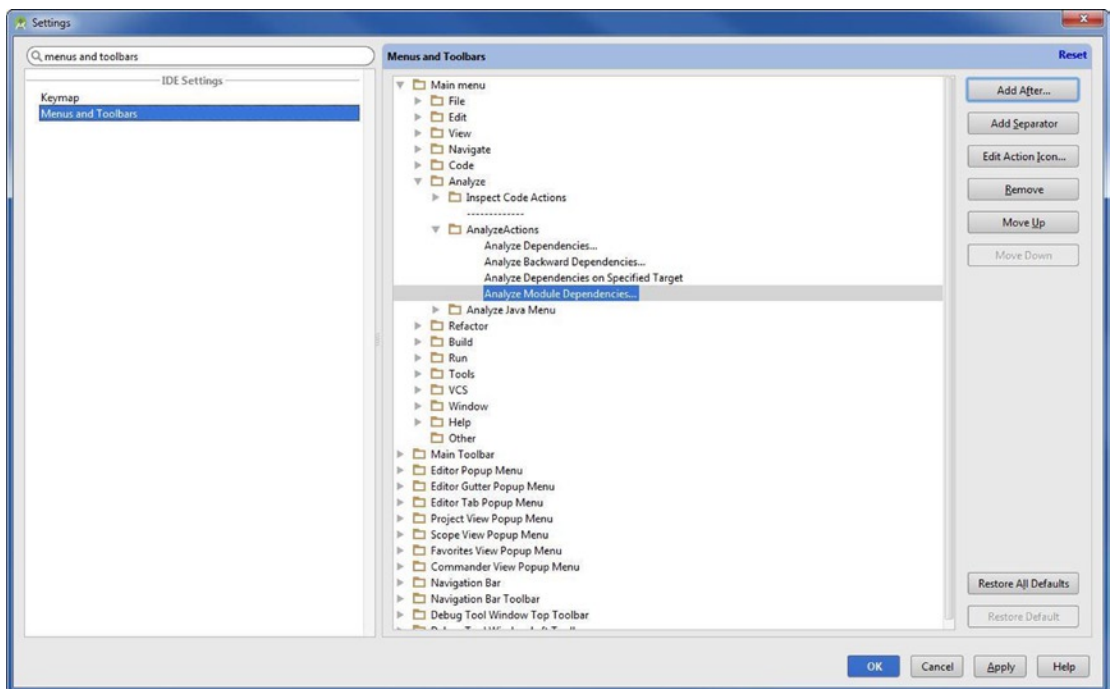 Settings
menus and toolbars
IDE Settings
Keymap
Menus and Toolbars
Menus and Toolbars
Reset
Main menu
File
Edit
View
Navigate
Code
Analyze
Inspect Code Actions
-------------
AnalyzeActions
Analyze Dependencies...
Analyze Backward Dependencies...
Analyze Dependencies on Specified Target
Analyze Module Dependencies...
Analyze Java Menu
Refactor
Build
Run
Tools
VCS
Window
Help
Other
Main Toolbar
Editor Popup Menu
Editor Gutter Popup Menu
Editor Tab Popup Menu
Project View Popup Menu
Scope View Popup Menu
Favorites View Popup Menu
Commander View Popup Menu
Navigation Bar
Navigation Bar Toolbar
Debug Tool Window Top Toolbar
Add After...
Add Separator
Edit Action Icon...
Remove
Move Up
Move Down
Restore All Defaults
Restore Default
OK
Cancel
Apply
Help